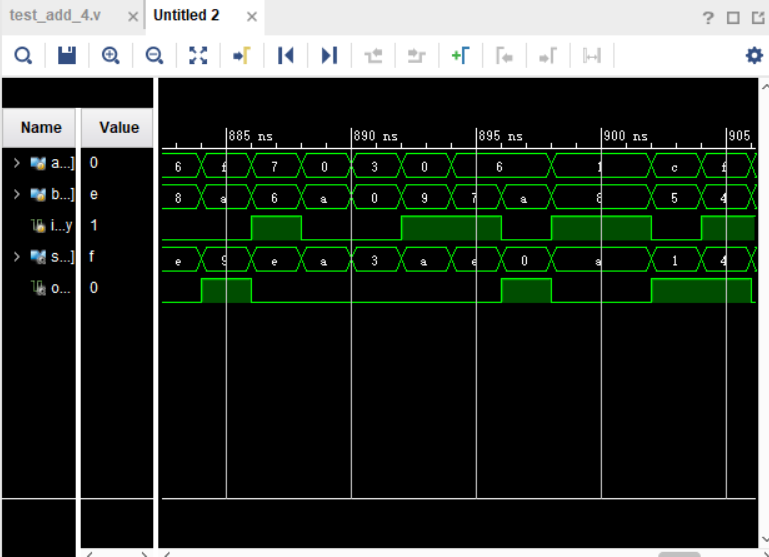 test_add_4.v × Untitled 2 ×
?
Name Value
885 ns 890 ns 895 ns 900 ns 905
> a...] 0 6 f 7 0 3 0 6 1 c f
> b...] e 8 a 6 a 0 9 7 a 8 5 4
i...y 1
> s...] f e 9 e a 3 a e 0 a 1 4
o... 0